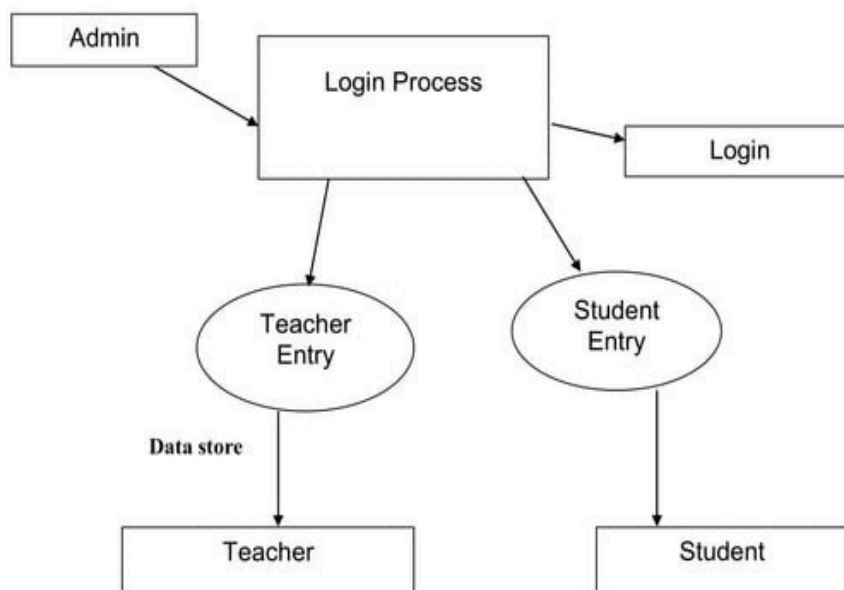 Admin
Login Process
Login
Teacher
Entry
Student
Entry
Data store
Teacher
Student